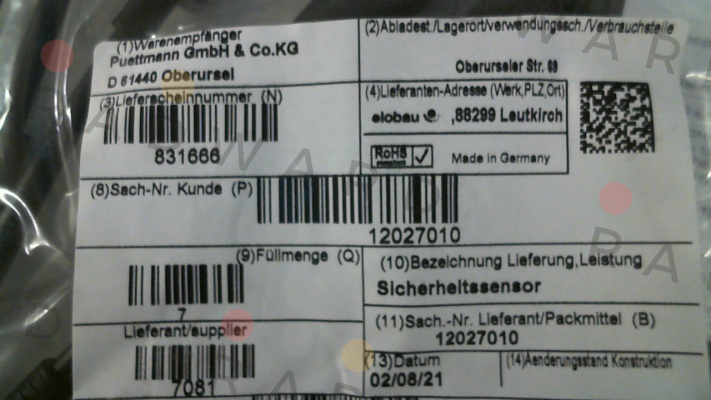 (1)Warenempfänger
Puettmann GmbH & Co.KG
D 61440 Oberursel
(2)Abladest./Lagerort/verwendungssch./Verbrauchstelle
Oberurseler Str. 69
(3)Lieferscheinnummer (N)
831666
(4)Lieferanten-Adresse (Werk,PLZ,Ort)
elobau ,88299 Leutkirch
RoHS
Made in Germany
(8)Sach-Nr. Kunde (P)
12027010
(9)Füllmenge (Q)
7
(10)Bezeichnung Lieferung,Leistung
Sicherheitssensor
Lieferant/supplier
7081
(11)Sach.-Nr. Lieferant/Packmittel (B)
12027010
(13)Datum
02/08/21
(14)Aenderungsstand Konstruktion